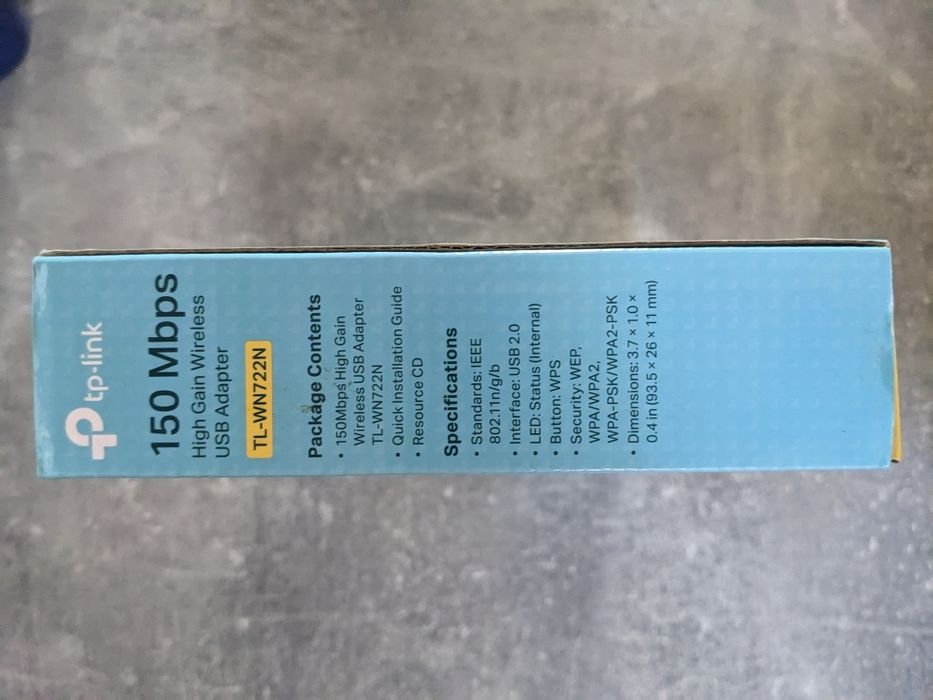 tp-link
150 Mbps
High Gain Wireless
USB Adapter
TL-WN722N
Package Contents
• 150Mbps High Gain
Wireless USB Adapter
TL-WN722N
• Quick Installation Guide
• Resource CD
Specifications
• Standards: IEEE
802.11n/g/b
• Interface: USB 2.0
• LED: Status (Internal)
• Button: WPS
• Security: WEP,
WPA/WPA2,
WPA-PSK/WPA2-PSK
• Dimensions: 3.7 × 1.0 ×
0.4 in (93.5 × 26 × 11 mm)